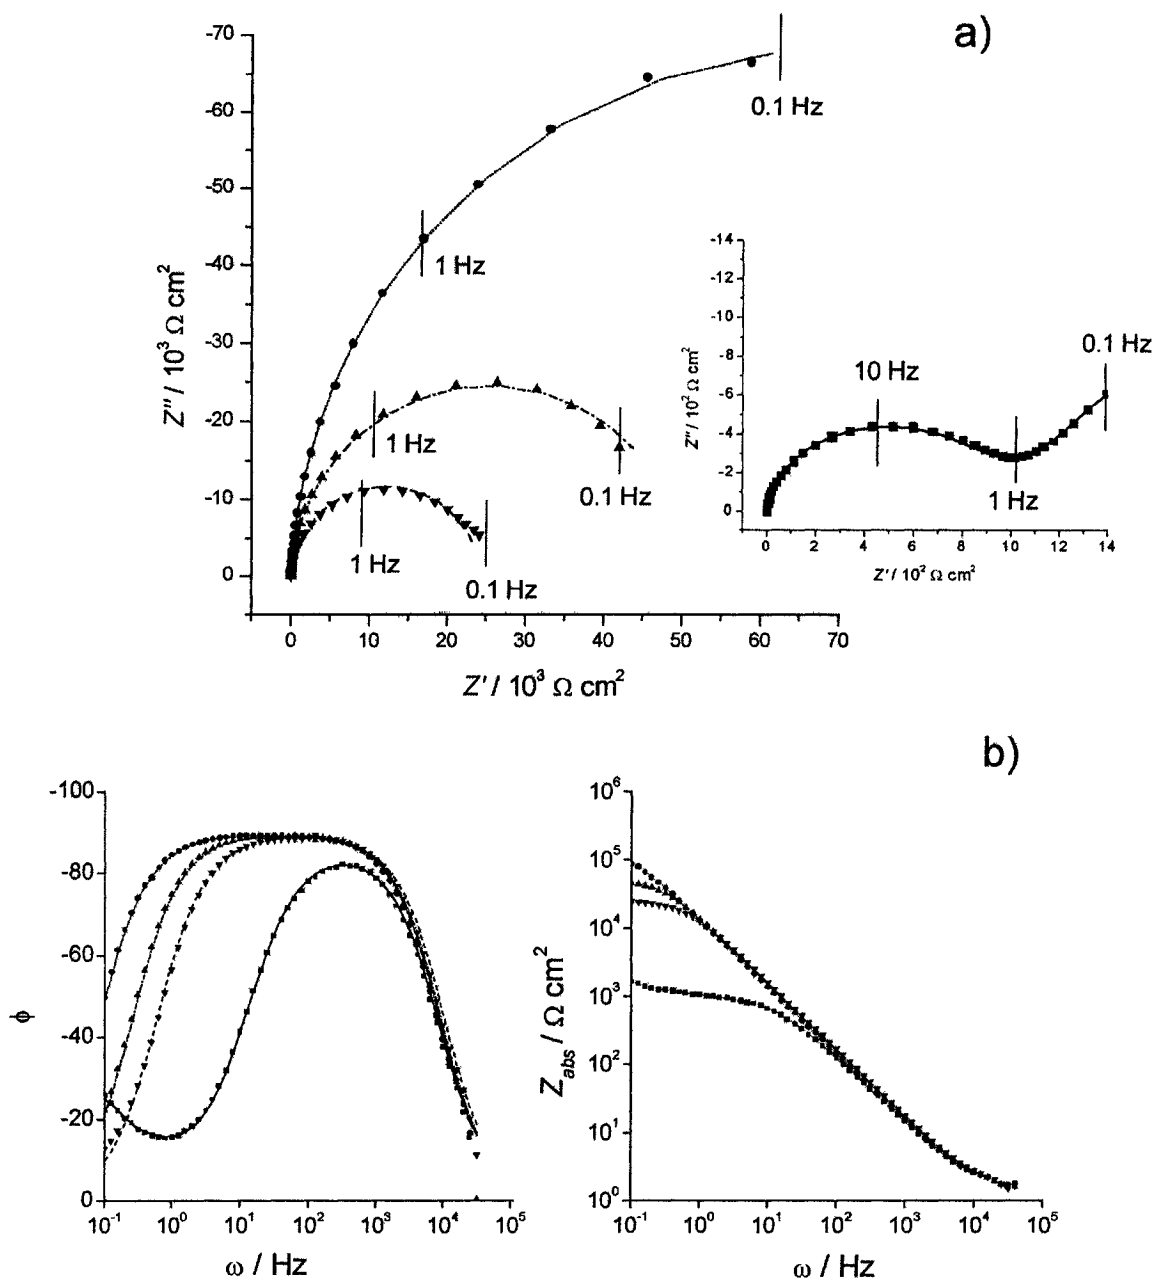 a)
-70
-60
-50
-40
-30
-20
-10
0
Z'' / 10³ Ω cm²
0.1 Hz
1 Hz
1 Hz
0.1 Hz
1 Hz
0.1 Hz
0 10 20 30 40 50 60 70
Z' / 10³ Ω cm²
-14
-12
-10
-8
-6
-4
-2
0
Z'' / 10² Ω cm²
10 Hz
0.1 Hz
1 Hz
0 2 4 6 8 10 12 14
Z' / 10² Ω cm²
b)
-100
-80
-60
-40
-20
0
ϕ
10⁻¹ 10⁰ 10¹ 10² 10³ 10⁴ 10⁵
ω / Hz
10⁶
10⁵
10⁴
10³
10²
10¹
10⁰
Zabs / Ω cm²
10⁻¹ 10⁰ 10¹ 10² 10³ 10⁴ 10⁵
ω / Hz